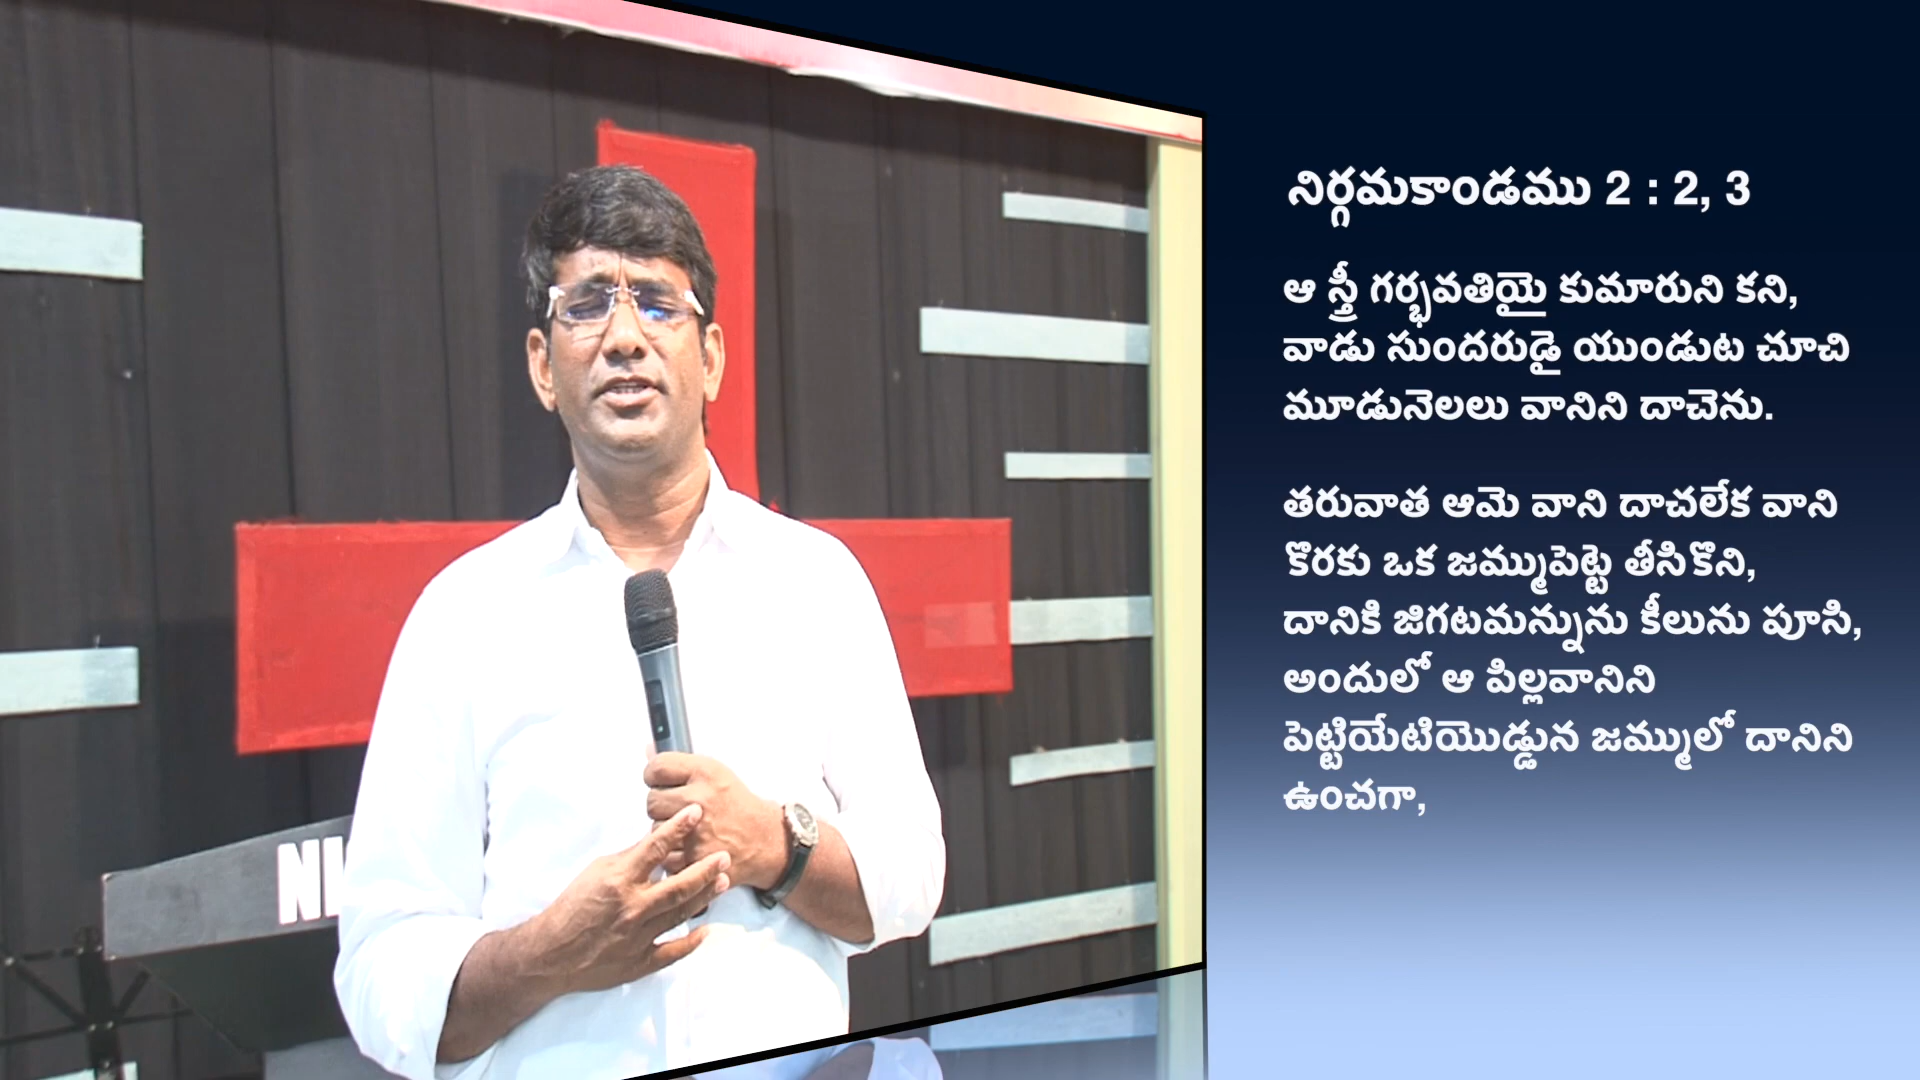 నిర్గమకాండము 2 : 2, 3
ఆ స్త్రీ గర్భవతియై కుమారుని కని,
వాడు సుందరుడై యుండుట చూచి
మూడునెలలు వానిని దాచెను.
తరువాత ఆమె వాని దాచలేక వాని
కొరకు ఒక జమ్ముపెట్టె తీసికొని,
దానికి జిగటమన్నును కీలును పూసి,
అందులో ఆ పిల్లవానిని
పెట్టియేటియొడ్డున జమ్ములో దానిని
ఉంచగా,